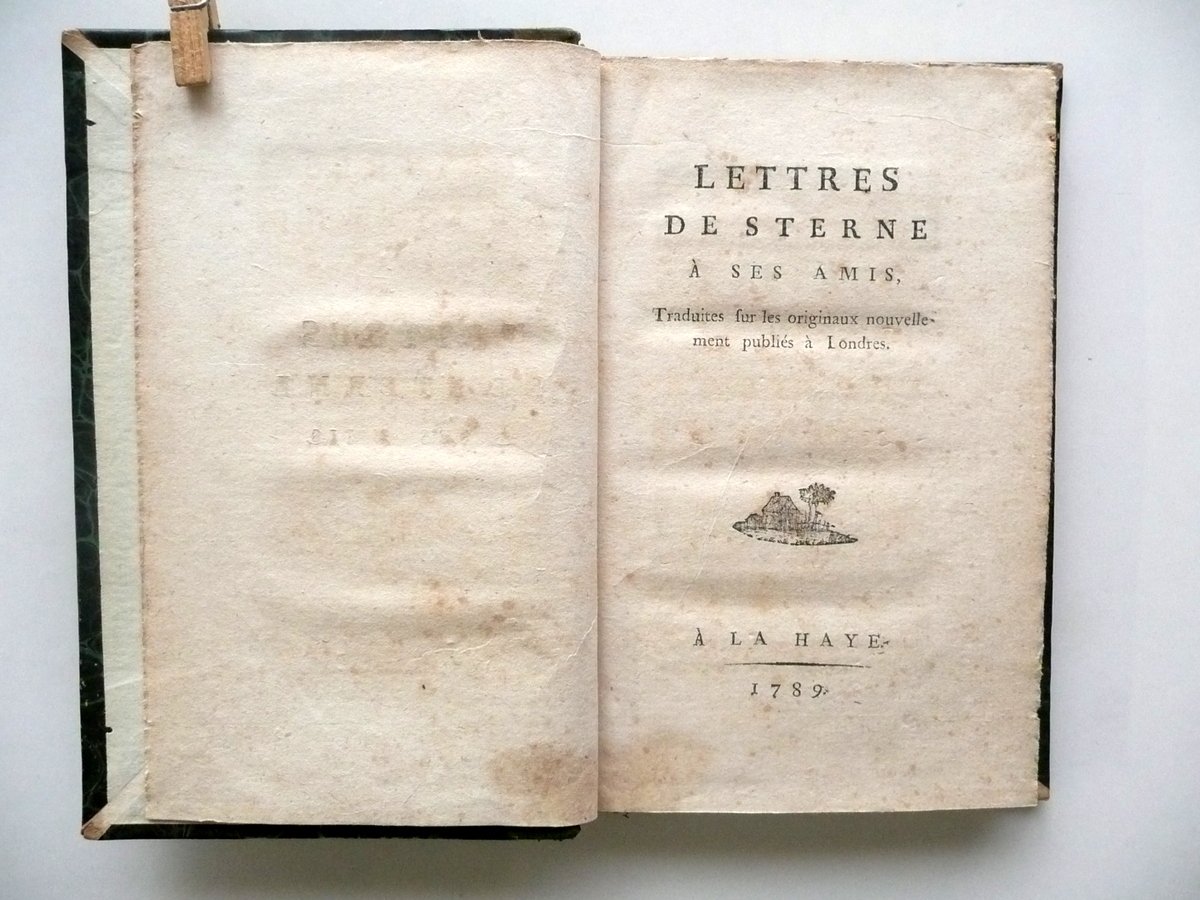 LETTRES
DE STERNE
À SES AMIS,
Traduites ſur les originaux nouvelle-
ment publiés à Londres.
À LA HAYE.
1789.